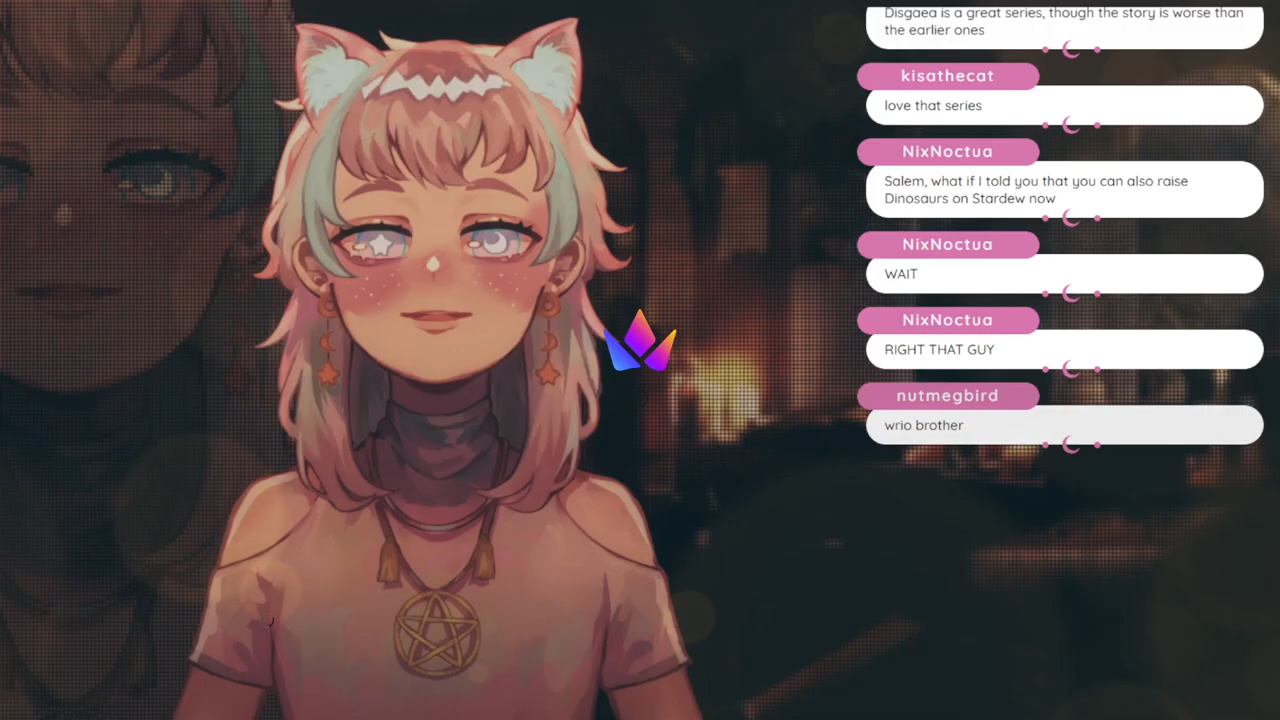 Disgaea is a great series, though the story is worse than
the earlier ones
kisathecat
love that series
NixNoctua
Salem, what if I told you that you can also raise
Dinosaurs on Stardew now
NixNoctua
WAIT
NixNoctua
RIGHT THAT GUY
nutmegbird
wrio brother